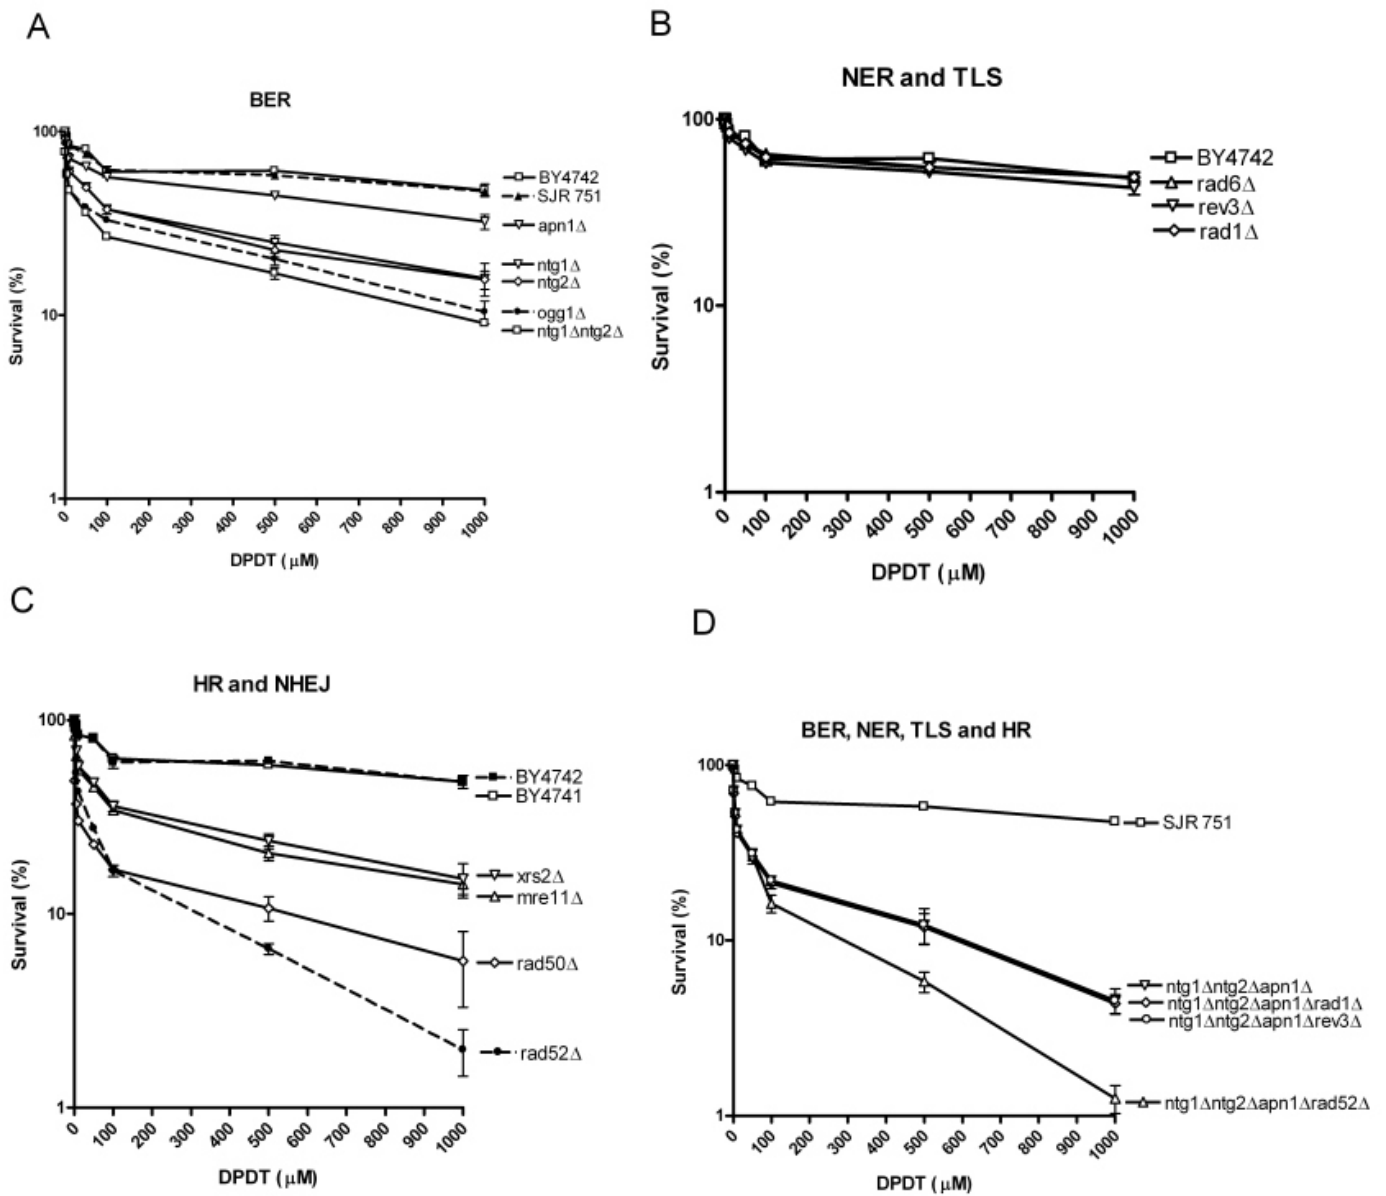 A
BER
Survival (%)
100
10
1
0 100 200 300 400 500 600 700 800 900 1000
DPDT ( μM)
BY4742
SJR 751
apn1Δ
ntg1Δ
ntg2Δ
ogg1Δ
ntg1Δntg2Δ
B
NER and TLS
Survival (%)
100
10
1
0 100 200 300 400 500 600 700 800 900 1000
DPDT ( μM)
BY4742
rad6Δ
rev3Δ
rad1Δ
C
HR and NHEJ
Survival (%)
100
10
1
0 100 200 300 400 500 600 700 800 900 1000
DPDT ( μM)
BY4742
BY4741
xrs2Δ
mre11Δ
rad50Δ
rad52Δ
D
BER, NER, TLS and HR
Survival (%)
100
10
1
0 100 200 300 400 500 600 700 800 900 1000
DPDT ( μM)
SJR 751
ntg1Δntg2Δapn1Δ
ntg1Δntg2Δapn1Δrad1Δ
ntg1Δntg2Δapn1Δrev3Δ
ntg1Δntg2Δapn1Δrad52Δ